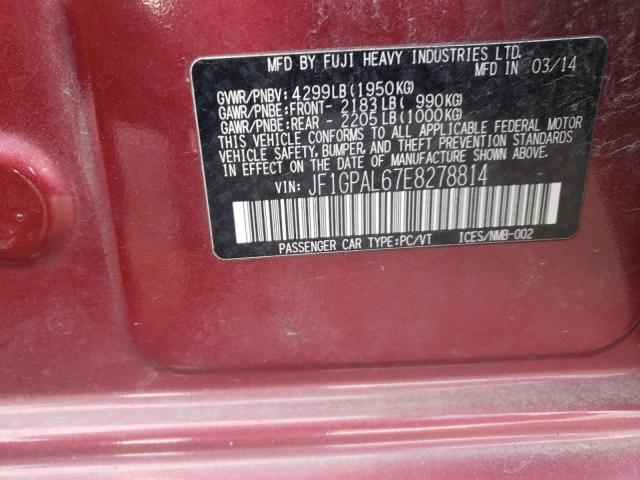 MFD BY FUJI HEAVY INDUSTRIES LTD.
MFD IN 03/14
GVWR/PNBV: 4299LB(1950KG)
GAWR/PNBE:FRONT- 2183LB( 990KG)
GAWR/PNBE:REAR - 2205LB(1000KG)
THIS VEHICLE CONFORMS TO ALL APPLICABLE FEDERAL MOTOR
VEHICLE SAFETY, BUMPER, AND THEFT PREVENTION STANDARDS
IN EFFECT ON THE DATE OF MANUFACTURE SHOWN ABOVE.
VIN: JF1GPAL67E8278814
PASSENGER CAR TYPE:PC/VT ICES/NMB-002